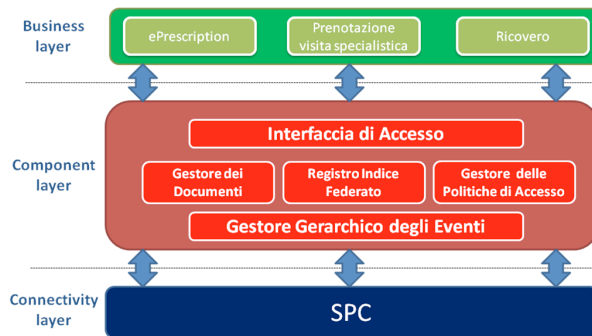 Business
layer
ePrescription
Prenotazione
visita specialistica
Ricovero
Component
layer
Interfaccia di Accesso
Gestore dei
Documenti
Registro Indice
Federato
Gestore delle
Politiche di Accesso
Gestore Gerarchico degli Eventi
Connectivity
layer
SPC